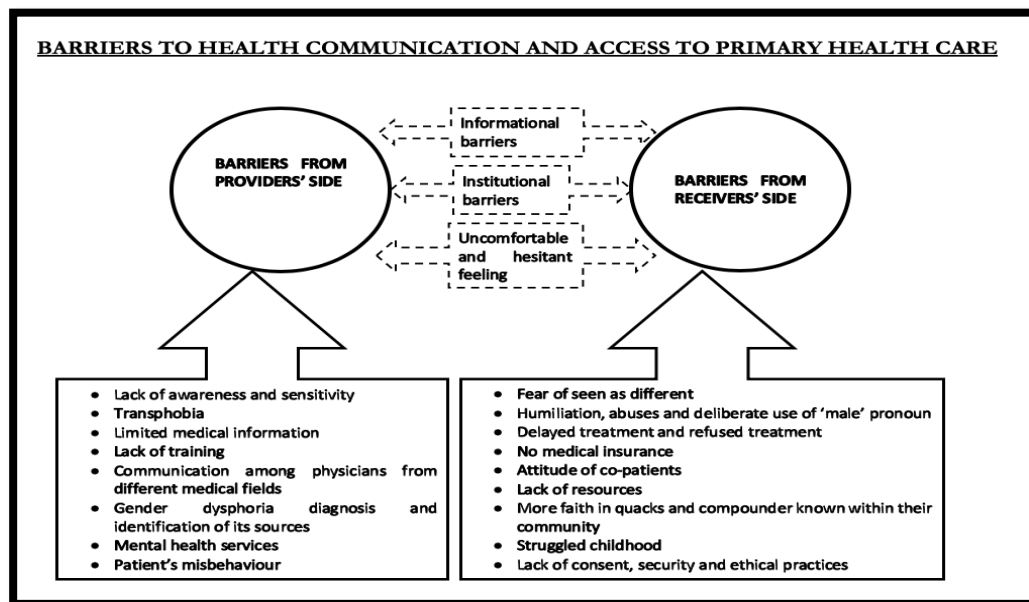 BARRIERS TO HEALTH COMMUNICATION AND ACCESS TO PRIMARY HEALTH CARE
BARRIERS FROM
PROVIDERS' SIDE
Informational
barriers
Institutional
barriers
Uncomfortable
and hesitant
feeling
BARRIERS FROM
RECEIVERS' SIDE
• Lack of awareness and sensitivity
• Transphobia
• Limited medical information
• Lack of training
• Communication among physicians from
different medical fields
• Gender dysphoria diagnosis and
identification of its sources
• Mental health services
• Patient's misbehaviour
• Fear of seen as different
• Humiliation, abuses and deliberate use of 'male' pronoun
• Delayed treatment and refused treatment
• No medical insurance
• Attitude of co-patients
• Lack of resources
• More faith in quacks and compounder known within their
community
• Struggled childhood
• Lack of consent, security and ethical practices